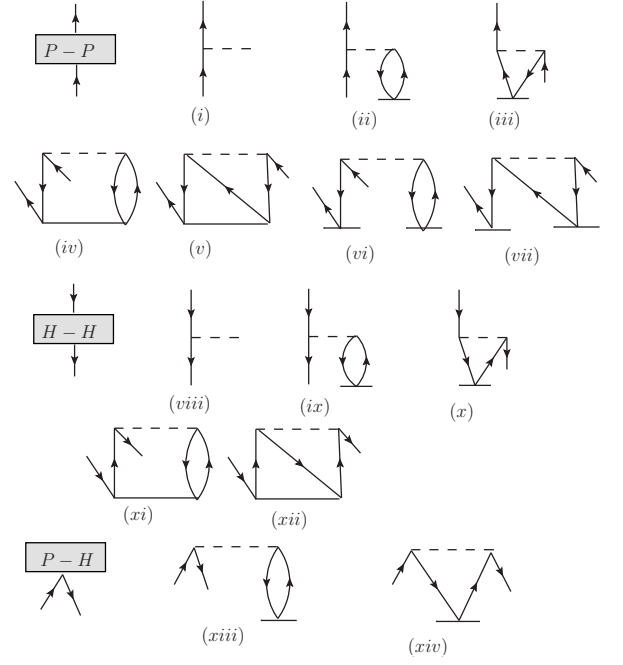 P − P
(i) (ii) (iii)
(iv) (v) (vi) (vii)
H − H
(viii) (ix) (x)
(xi) (xii)
P − H
(xiii) (xiv)